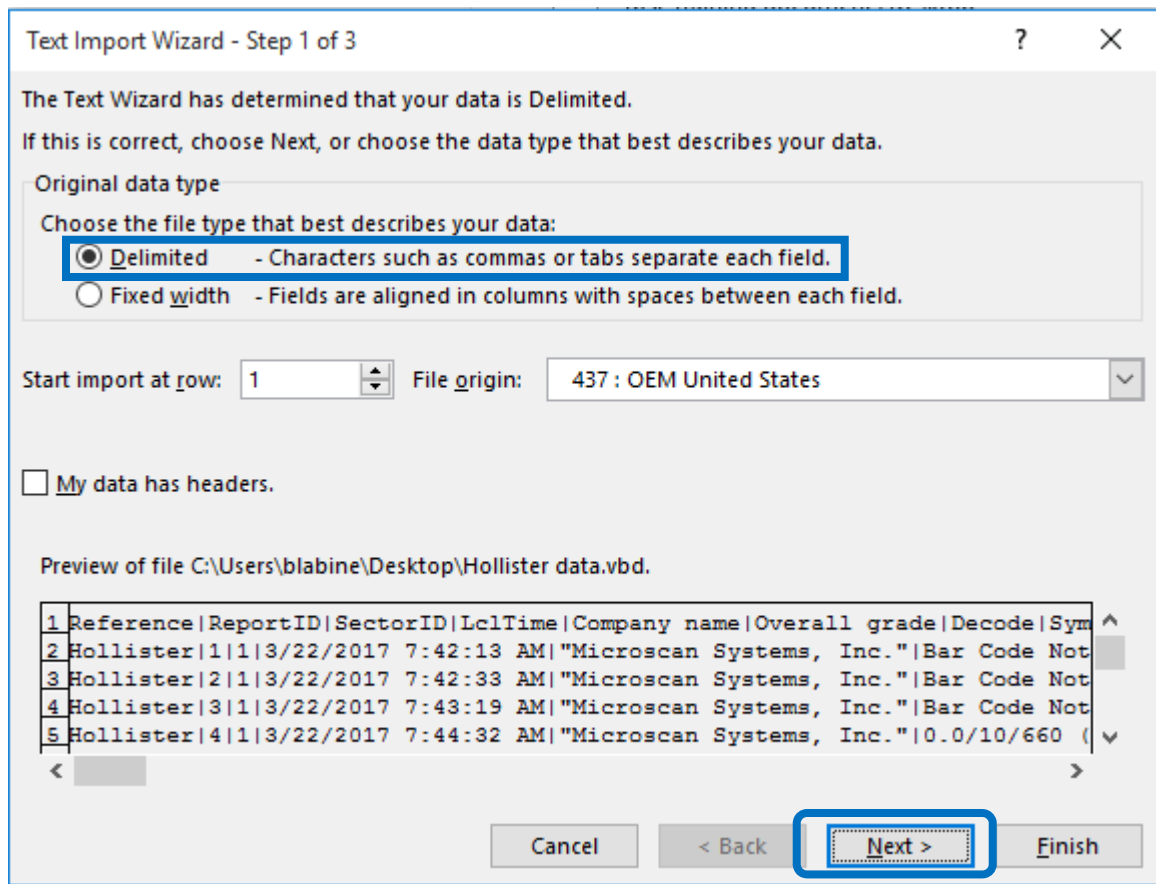 Text Import Wizard - Step 1 of 3 ?
The Text Wizard has determined that your data is Delimited.
If this is correct, choose Next, or choose the data type that best describes your data.
Original data type
Choose the file type that best describes your data:
Delimited - Characters such as commas or tabs separate each field.
Fixed width - Fields are aligned in columns with spaces between each field.
Start import at row: 1 File origin: 437 : OEM United States
My data has headers.
Preview of file C:\Users\blabine\Desktop\Hollister data.vbd.
1 Reference|ReportID|SectorID|LclTime|Company name|Overall grade|Decode|Sym
2 Hollister|1|1|3/22/2017 7:42:13 AM|"Microscan Systems, Inc."|Bar Code Not
3 Hollister|2|1|3/22/2017 7:42:33 AM|"Microscan Systems, Inc."|Bar Code Not
4 Hollister|3|1|3/22/2017 7:43:19 AM|"Microscan Systems, Inc."|Bar Code Not
5 Hollister|4|1|3/22/2017 7:44:32 AM|"Microscan Systems, Inc."|0.0/10/660 (
Cancel < Back Next > Finish